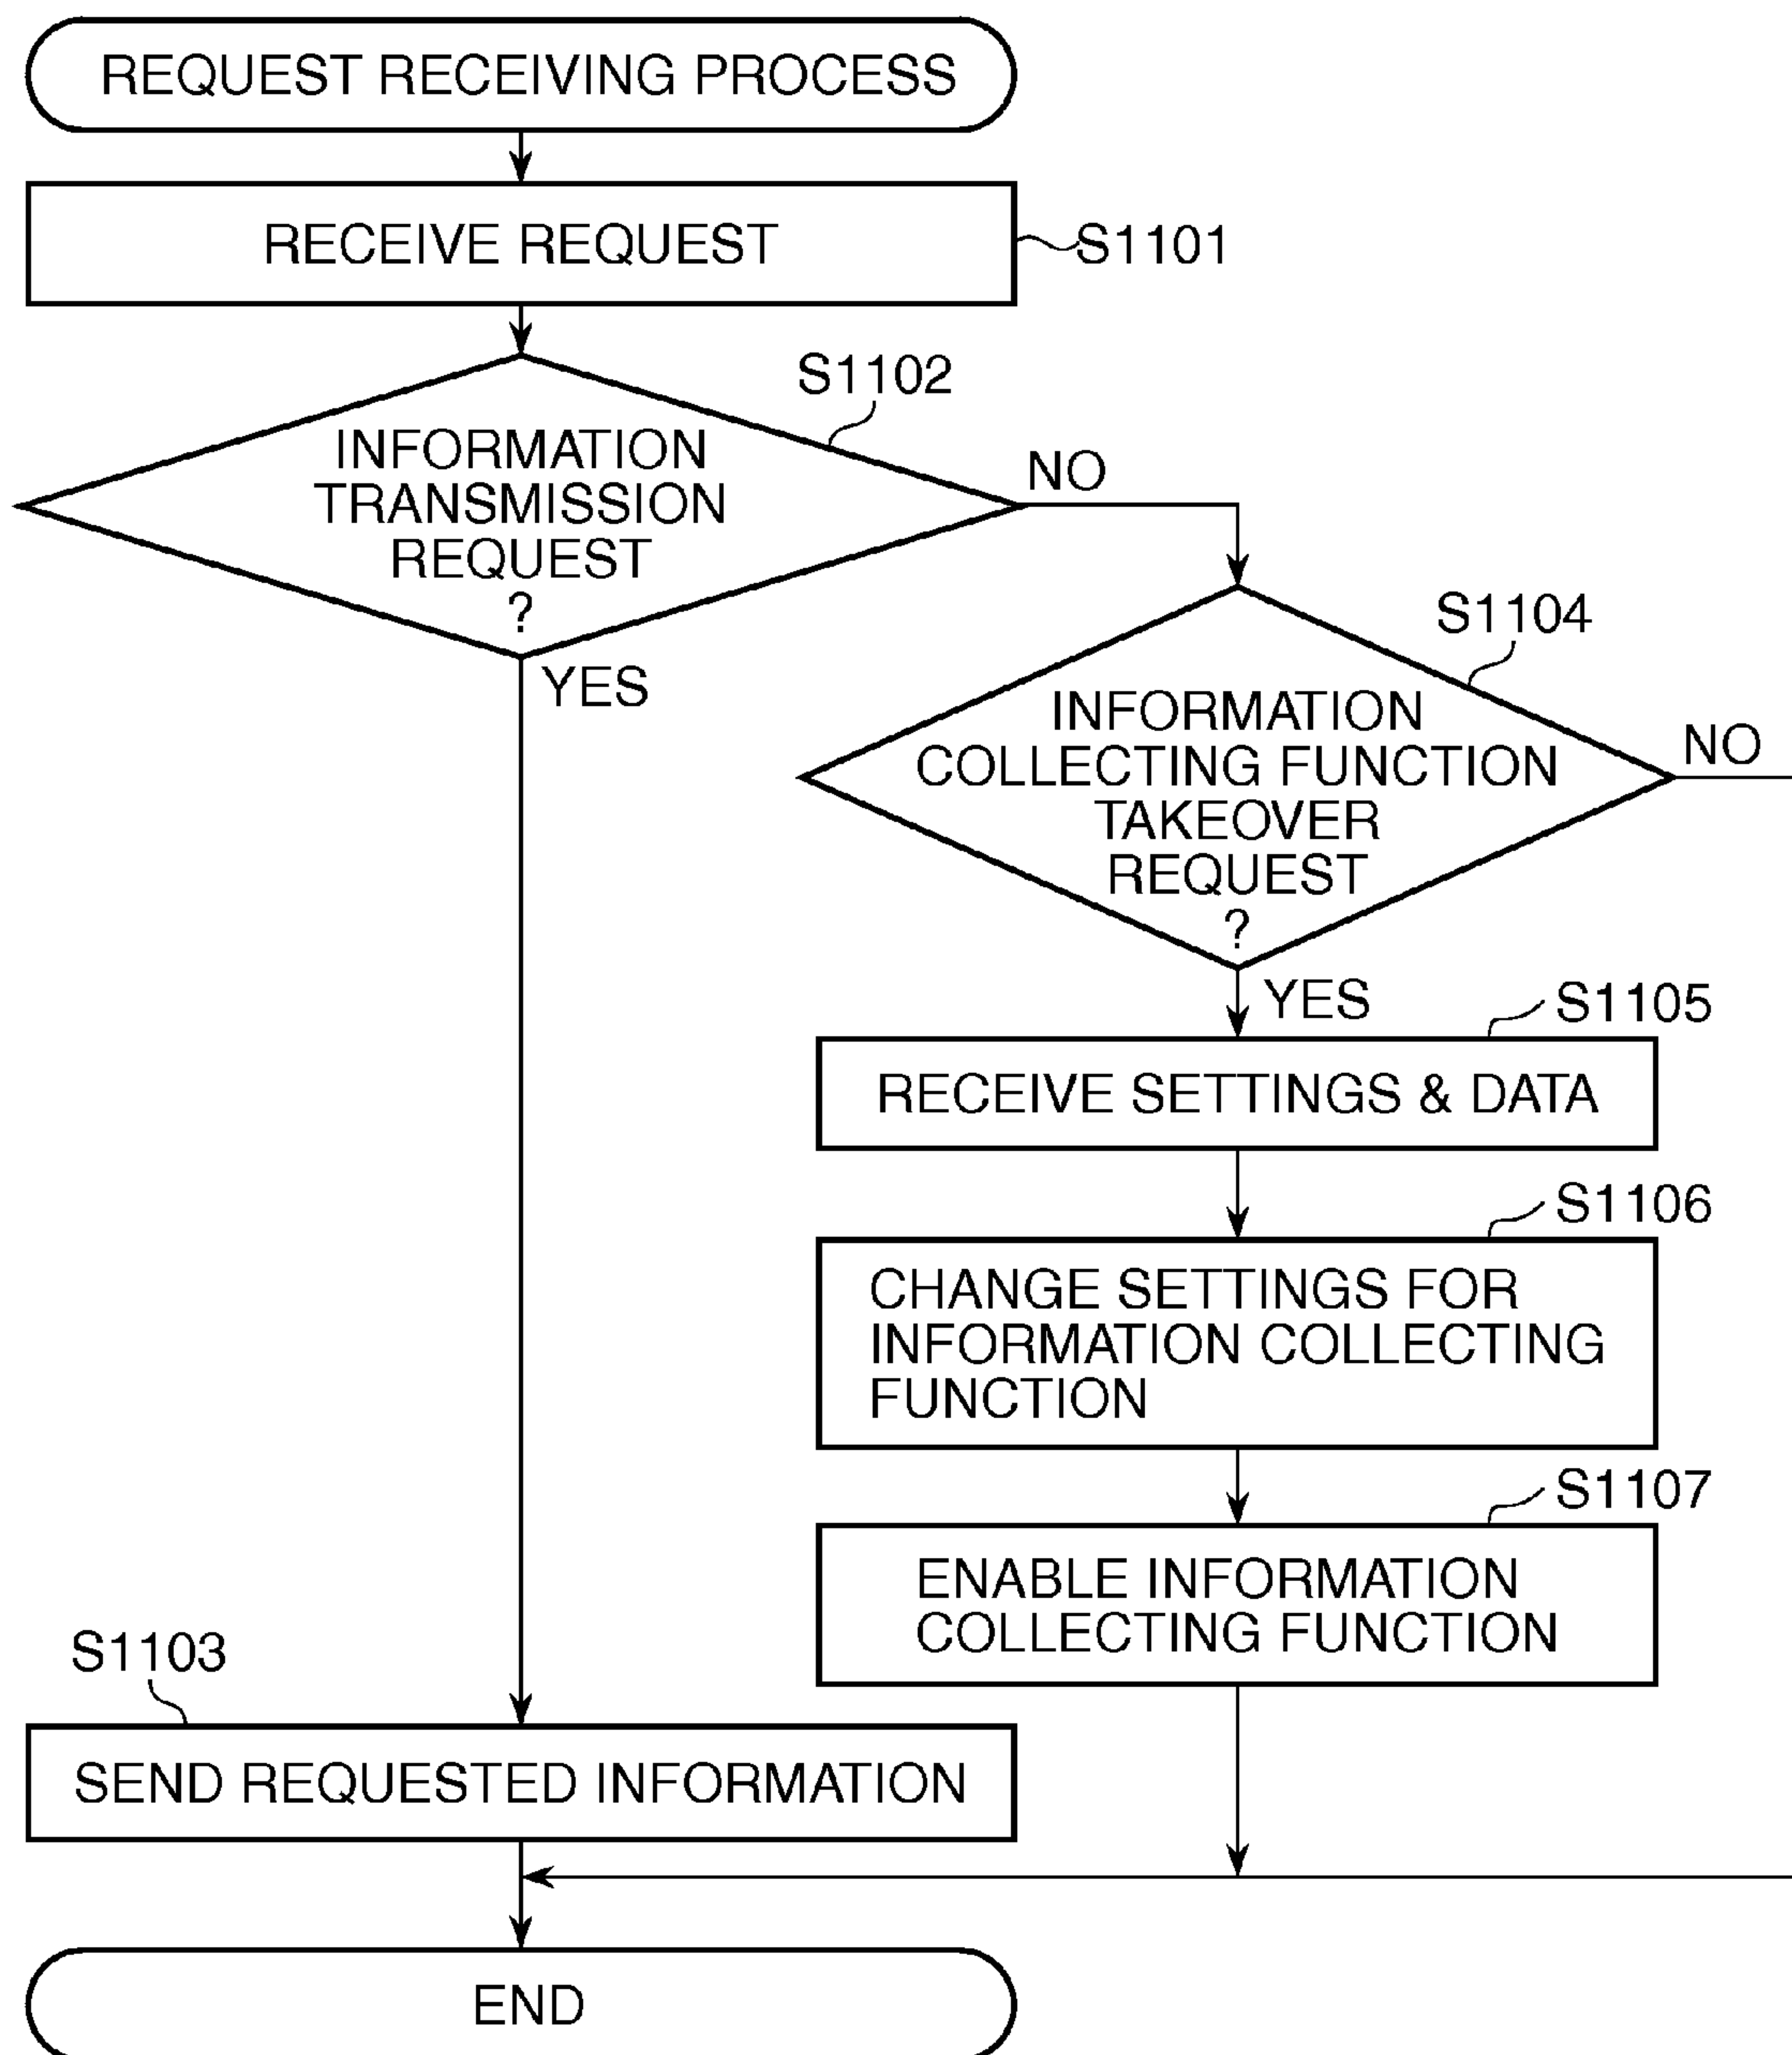 REQUEST RECEIVING PROCESS
RECEIVE REQUEST
S1101
S1102
INFORMATION
TRANSMISSION
REQUEST
?
NO
YES
S1104
INFORMATION
COLLECTING FUNCTION
TAKEOVER
REQUEST
?
NO
YES
S1105
RECEIVE SETTINGS & DATA
S1106
CHANGE SETTINGS FOR
INFORMATION COLLECTING
FUNCTION
S1107
ENABLE INFORMATION
COLLECTING FUNCTION
S1103
SEND REQUESTED INFORMATION
END